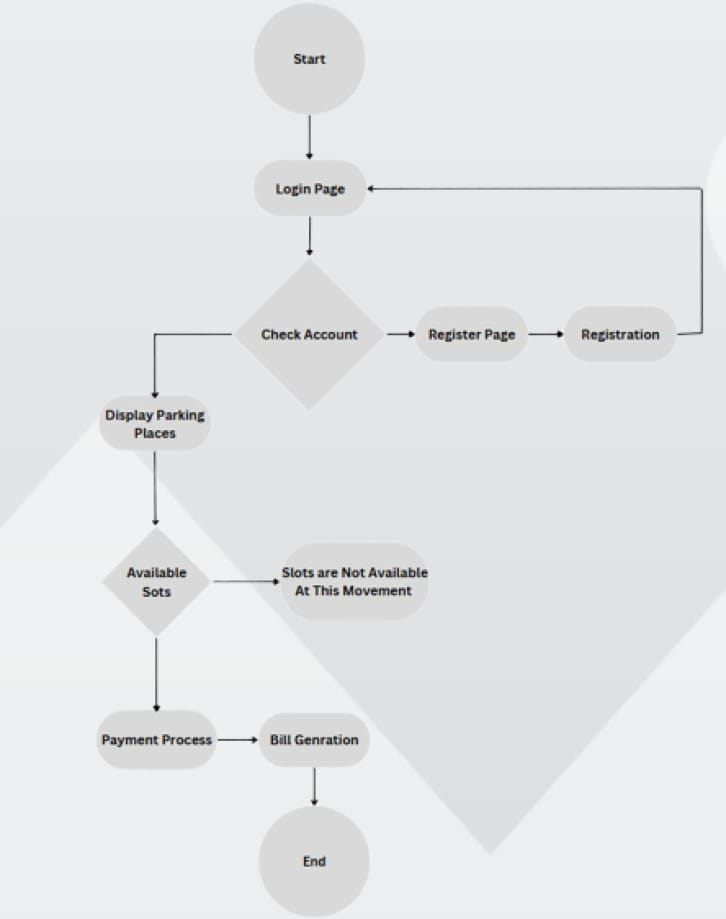 Start
Login Page
Check Account
Register Page
Registration
Display Parking
Places
Available
Sots
Slots are Not Available
At This Movement
Payment Process
Bill Genration
End